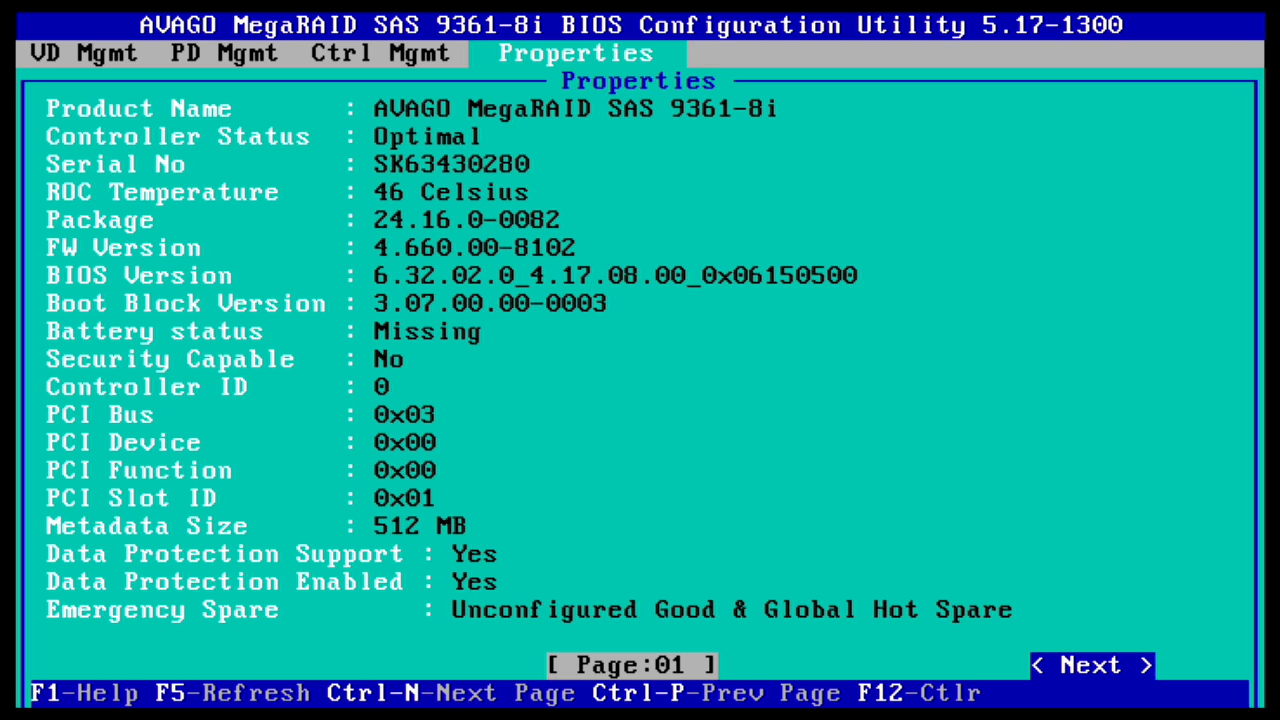 AVAGO MegaRAID SAS 9361-8i BIOS Configuration Utility 5.17-1300
VD Mgmt PD Mgmt Ctrl Mgmt Properties
Properties
Product Name : AVAGO MegaRAID SAS 9361-8i
Controller Status : Optimal
Serial No : SK63430280
ROC Temperature : 46 Celsius
Package : 24.16.0-0082
FW Version : 4.660.00-8102
BIOS Version : 6.32.02.0_4.17.08.00_0x06150500
Boot Block Version : 3.07.00.00-0003
Battery status : Missing
Security Capable : No
Controller ID : 0
PCI Bus : 0x03
PCI Device : 0x00
PCI Function : 0x00
PCI Slot ID : 0x01
Metadata Size : 512 MB
Data Protection Support : Yes
Data Protection Enabled : Yes
Emergency Spare : Unconfigured Good & Global Hot Spare
[ Page:01 ] < Next >
F1-Help F5-Refresh Ctrl-N-Next Page Ctrl-P-Prev Page F12-Ctlr